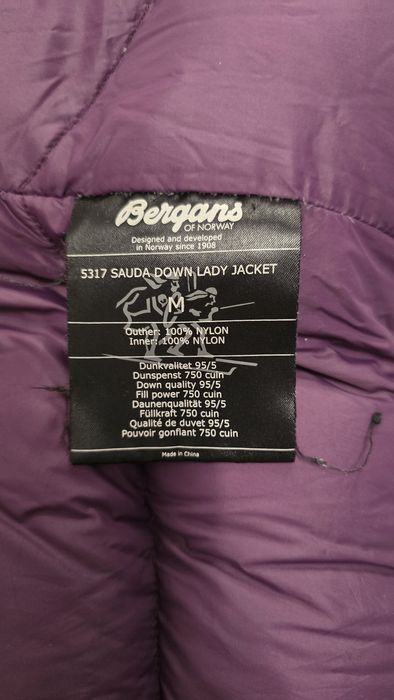 Bergans
OF NORWAY
Designed and developed
in Norway since 1908
5317 SAUDA DOWN LADY JACKET
M
Outher: 100% NYLON
Inner: 100% NYLON
Dunkvalitet 95/5
Dunspenst 750 cuin
Down quality 95/5
Fill power 750 cuin
Daunenqualität 95/5
Füllkraft 750 cuin
Qualité de duvet 95/5
Pouvoir gonflant 750 cuin
Made in China